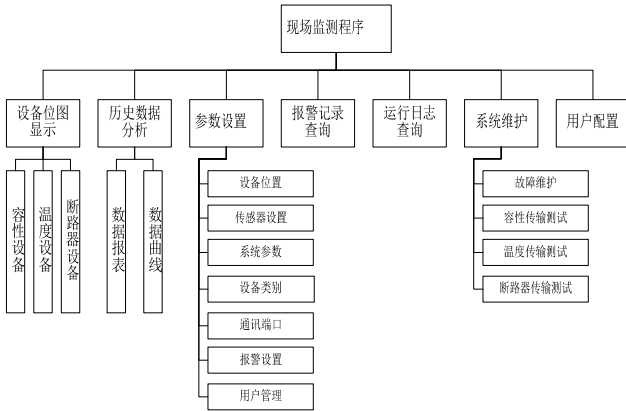 现场监测程序
设备位图
显示
历史数据
分析
参数设置
报警记录
查询
运行日志
查询
系统维护
用户配置
容性设备
温度设备
断路器设备
数据报表
数据曲线
设备位置
传感器设置
系统参数
设备类别
通讯端口
报警设置
用户管理
故障维护
容性传输测试
温度传输测试
断路器传输测试